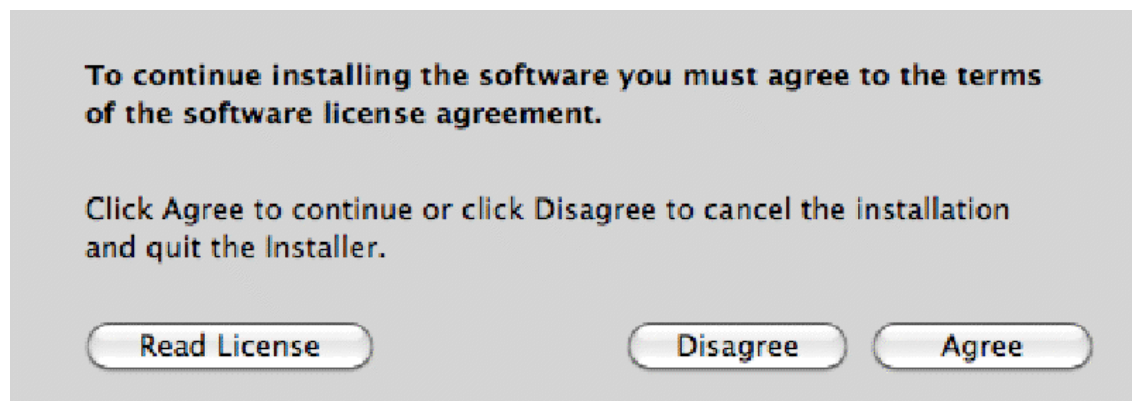 To continue installing the software you must agree to the terms
of the software license agreement.
Click Agree to continue or click Disagree to cancel the installation
and quit the Installer.
Read License
Disagree
Agree